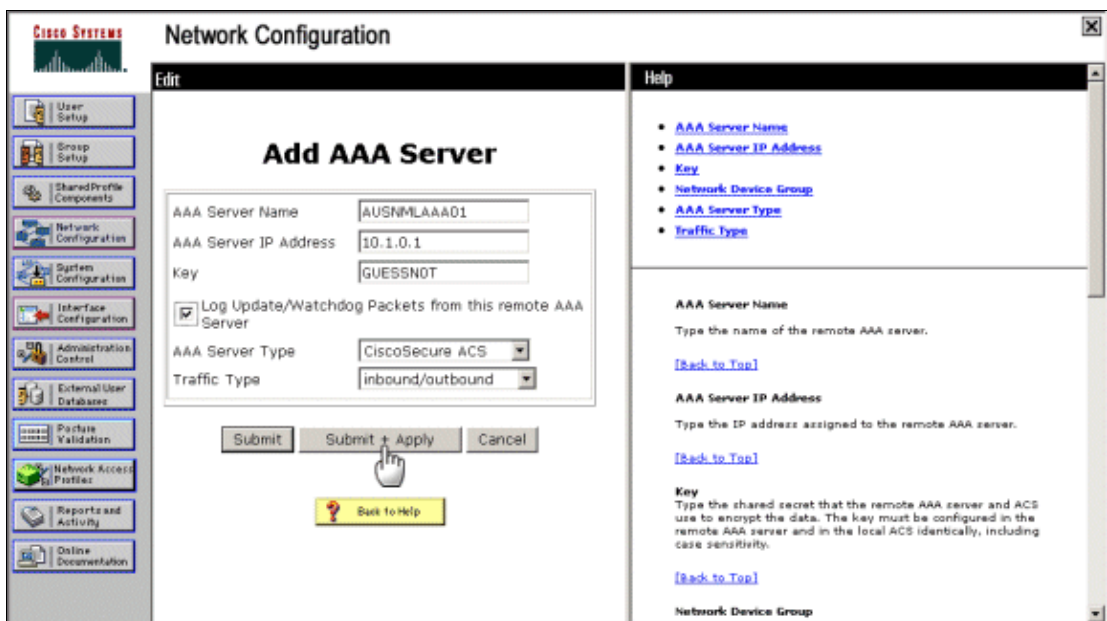 CISCO SYSTEMS
Network Configuration
User
Setup
Group
Setup
Shared Profile
Components
Network
Configuration
System
Configuration
Interface
Configuration
Administration
Control
External User
Databases
Posture
Validation
Network Access
Profiles
Reports and
Activity
Online
Documentation
Edit
Add AAA Server
AAA Server Name AUSNMLAAA01
AAA Server IP Address 10.1.0.1
Key GUESSNOT
Log Update/Watchdog Packets from this remote AAA
Server
AAA Server Type CiscoSecure ACS
Traffic Type inbound/outbound
Submit Submit + Apply Cancel
? Back to Help
Help
• AAA Server Name
• AAA Server IP Address
• Key
• Network Device Group
• AAA Server Type
• Traffic Type
AAA Server Name
Type the name of the remote AAA server.
[Back to Top]
AAA Server IP Address
Type the IP address assigned to the remote AAA server.
[Back to Top]
Key
Type the shared secret that the remote AAA server and ACS
use to encrypt the data. The key must be configured in the
remote AAA server and in the local ACS identically, including
case sensitivity.
[Back to Top]
Network Device Group